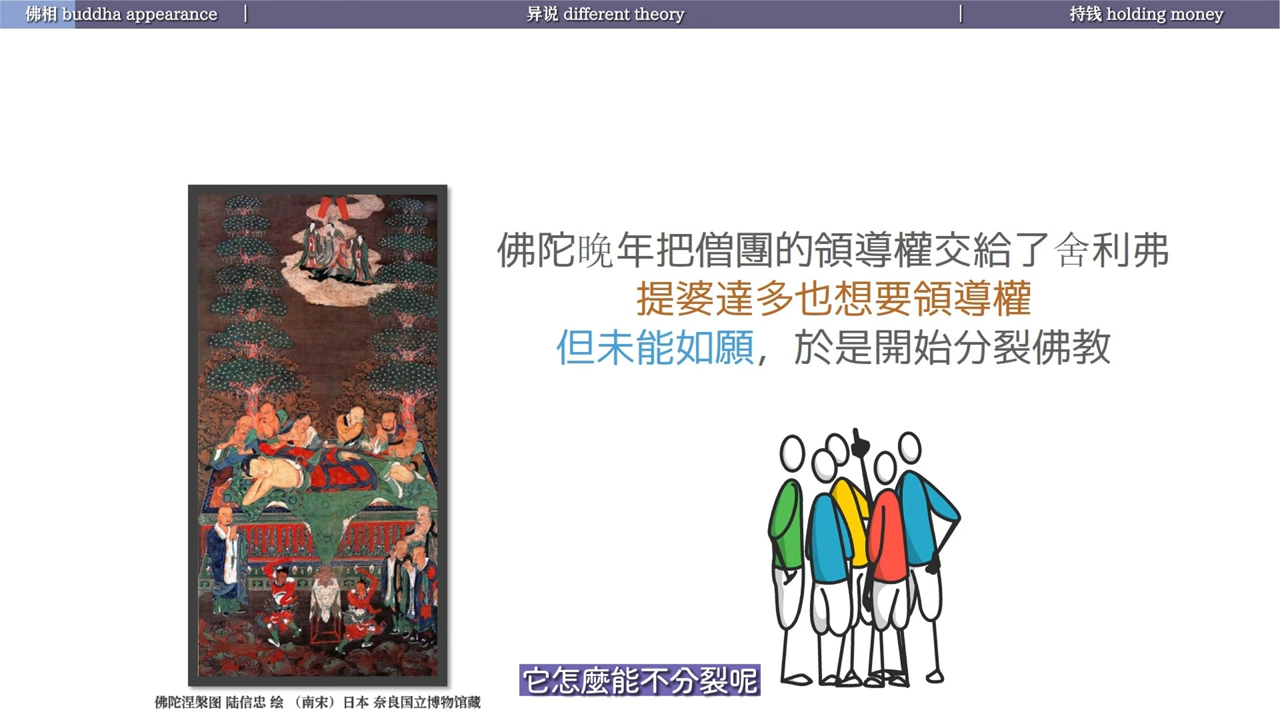 佛相 buddha appearance | 异说 different theory | 持钱 holding money
佛陀晚年把僧團的領導權交給了舍利弗
提婆達多也想要領導權
但未能如願，於是開始分裂佛教
它怎麼能不分裂呢
佛陀涅槃图 陆信忠 绘 （南宋）日本 奈良国立博物馆藏